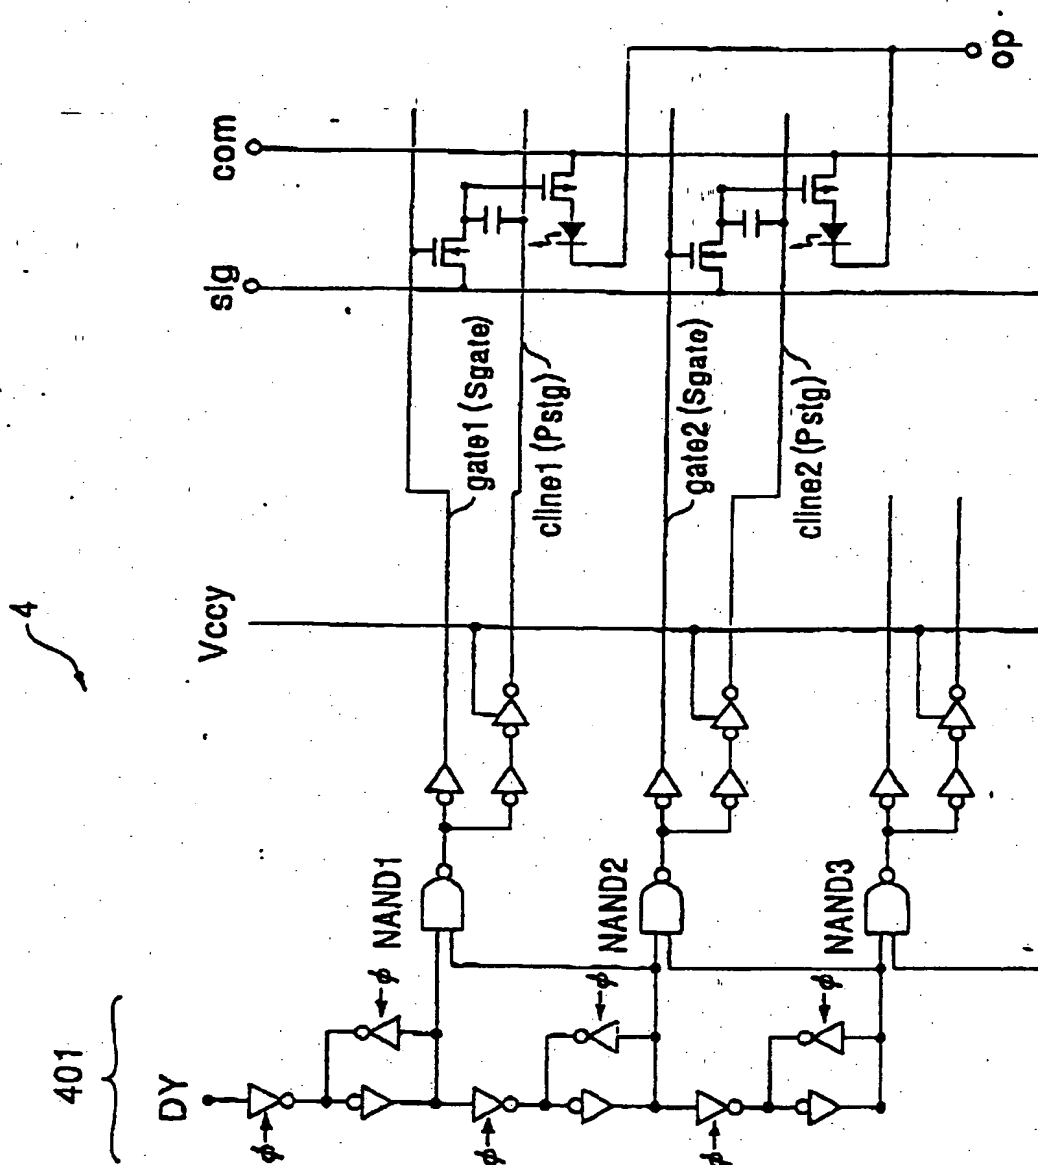 4
401
DY
φ
φ
φ
φ
φ
φ
NAND1
NAND2
NAND3
Vccy
gate1 (Sgate)
cline1 (Pstg)
gate2 (Sgate)
cline2 (Pstg)
sig
com
op